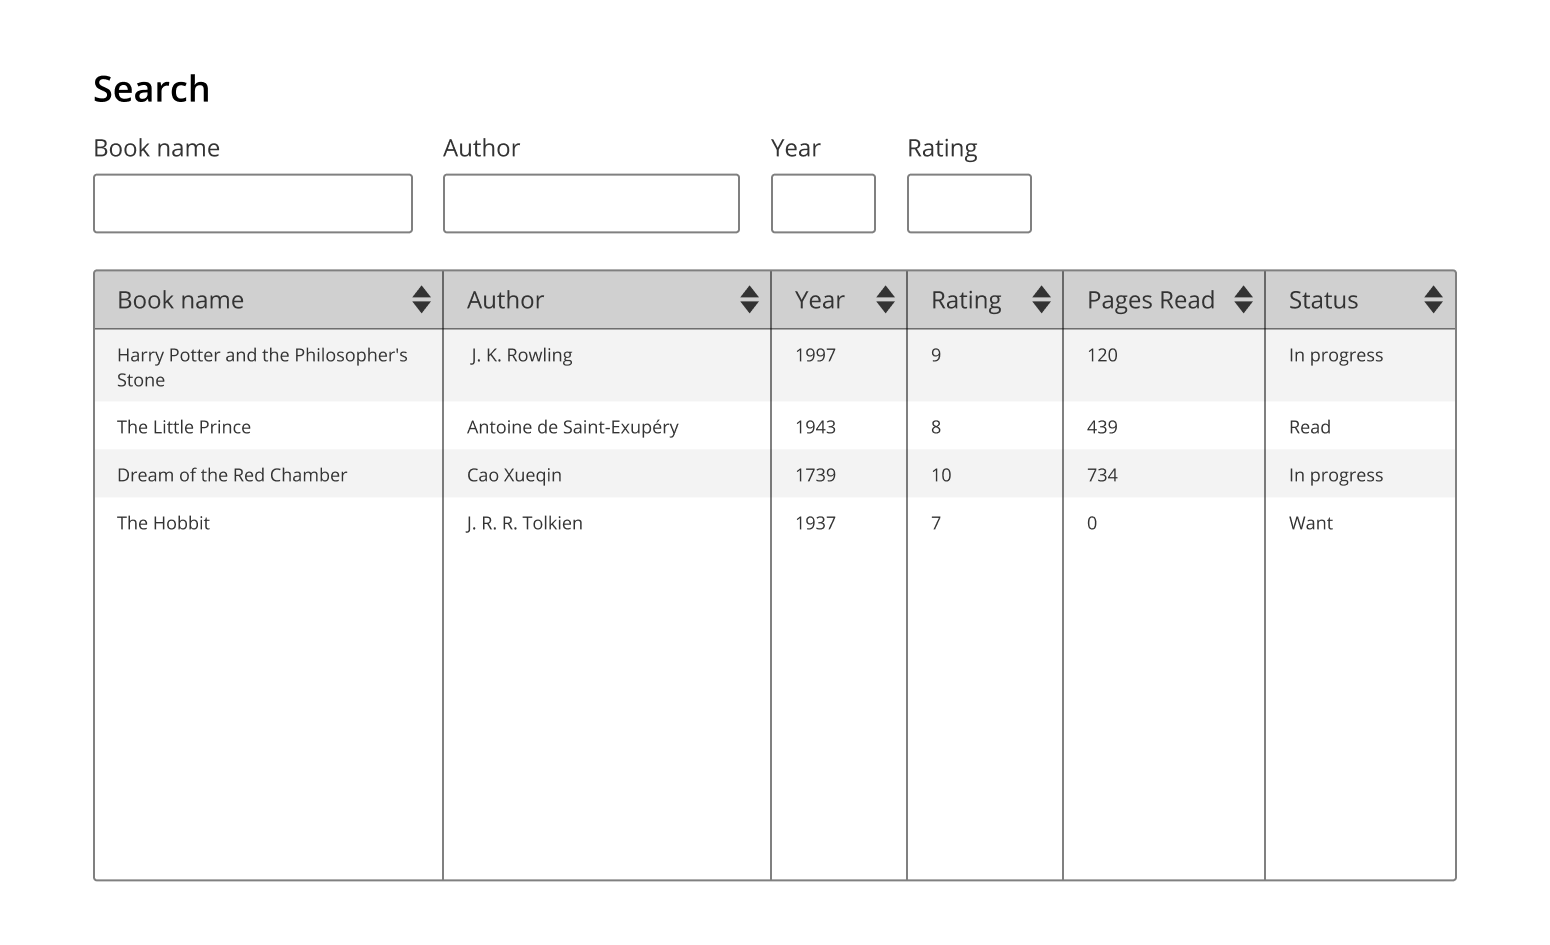 Search
Book name Author Year Rating
Book name Author Year Rating Pages Read Status
Harry Potter and the Philosopher's J. K. Rowling 1997 9 120 In progress
Stone
The Little Prince Antoine de Saint-Exupéry 1943 8 439 Read
Dream of the Red Chamber Cao Xueqin 1739 10 734 In progress
The Hobbit J. R. R. Tolkien 1937 7 0 Want